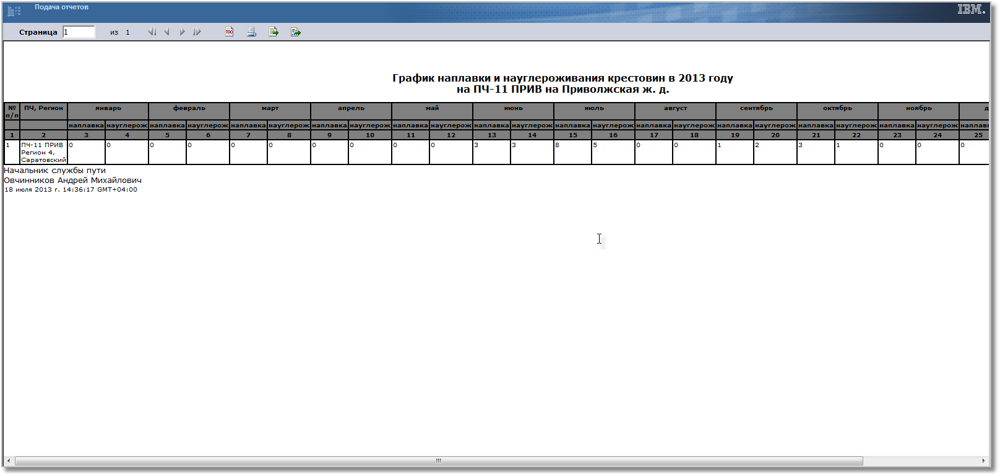 Подача отчетов
IBM.
Страница 1 из 1
TOC
График наплавки и науглероживания крестовин в 2013 году
на ПЧ-11 ПРИВ на Приволжская ж. д.
№ п/п ПЧ, Регион январь февраль март апрель май июнь июль август сентябрь октябрь ноябрь д
наплавка науглерож наплавка науглерож наплавка науглерож наплавка науглерож наплавка науглерож наплавка науглерож наплавка науглерож наплавка науглерож наплавка науглерож наплавка науглерож наплавка науглерож наплавк
1 2 3 4 5 6 7 8 9 10 11 12 13 14 15 16 17 18 19 20 21 22 23 24 25
1 ПЧ-11 ПРИВ 0 0 0 0 0 0 0 0 0 0 3 3 8 5 0 0 1 2 3 1 0 0 0
Регион 4,
Саратовский
Начальник службы пути
Овчинников Андрей Михайлович
18 июля 2013 г. 14:36:17 GMT+04:00